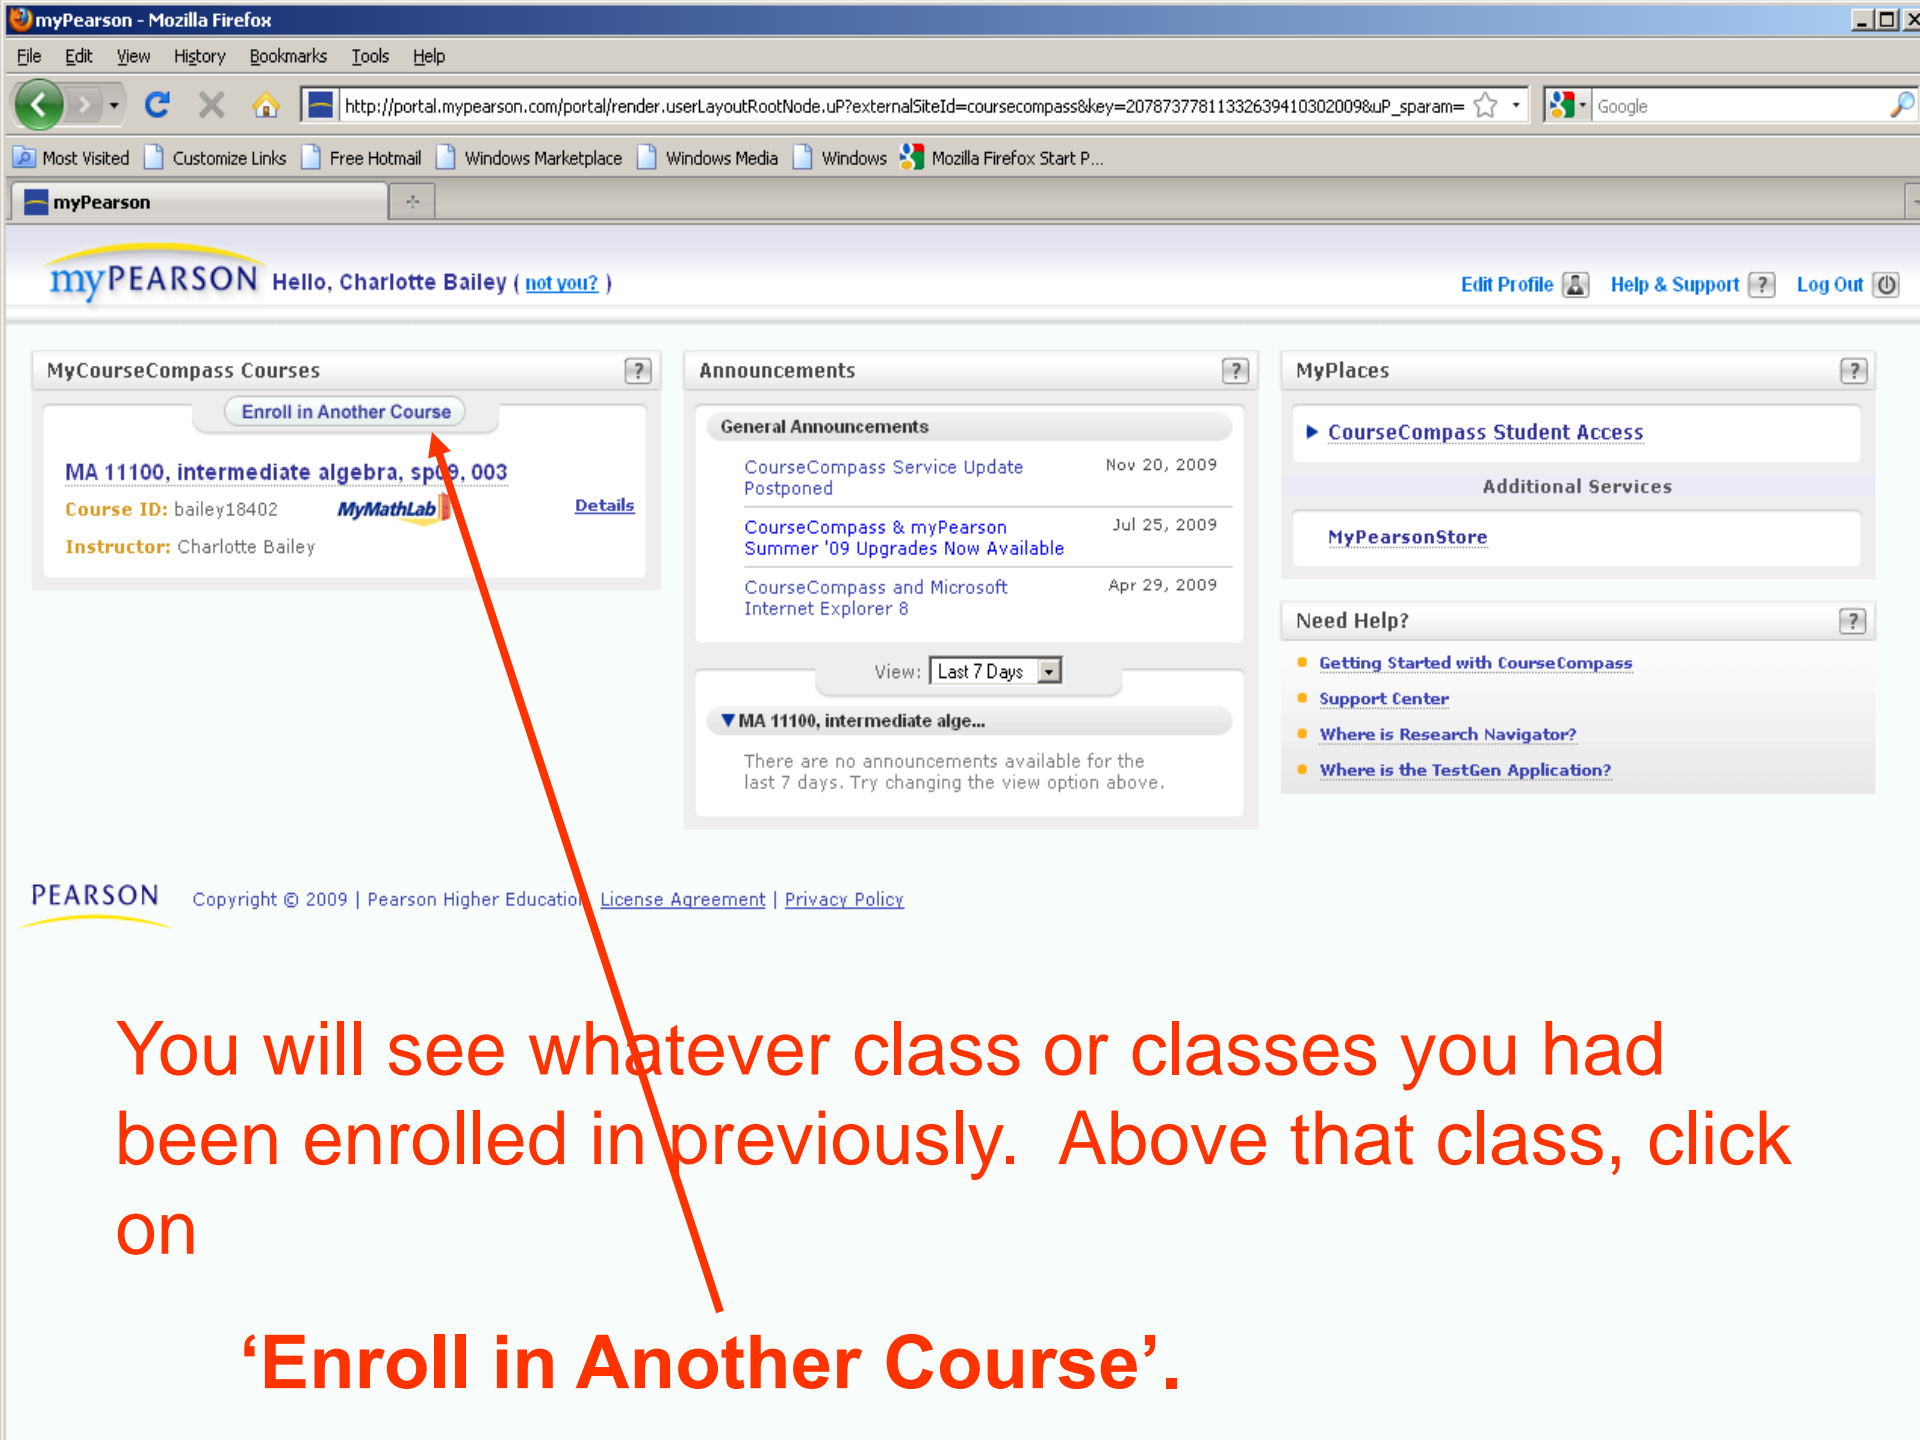 myPearson - Mozilla Firefox
File Edit View History Bookmarks Tools Help
http://portal.mypearson.com/portal/render.userLayoutRootNode.uP?externalSiteId=coursecompass&key=20787377811332639410302009&uP_sparam=
Google
Most Visited Customize Links Free Hotmail Windows Marketplace Windows Media Windows Mozilla Firefox Start P...
myPearson
myPEARSON Hello, Charlotte Bailey ( not you? )
Edit Profile Help & Support ? Log Out
MyCourseCompass Courses ?
Enroll in Another Course
MA 11100, intermediate algebra, sp09, 003
Course ID: bailey18402 MyMathLab Details
Instructor: Charlotte Bailey
Announcements ?
General Announcements
CourseCompass Service Update Nov 20, 2009
Postponed
CourseCompass & myPearson Jul 25, 2009
Summer '09 Upgrades Now Available
CourseCompass and Microsoft Apr 29, 2009
Internet Explorer 8
View: Last 7 Days
MA 11100, intermediate alge...
There are no announcements available for the
last 7 days. Try changing the view option above.
MyPlaces ?
CourseCompass Student Access
Additional Services
MyPearsonStore
Need Help? ?
Getting Started with CourseCompass
Support Center
Where is Research Navigator?
Where is the TestGen Application?
PEARSON Copyright © 2009 | Pearson Higher Education License Agreement | Privacy Policy
You will see whatever class or classes you had
been enrolled in previously. Above that class, click
on
‘Enroll in Another Course’.